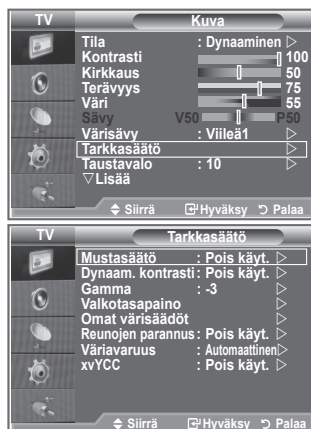 TV Kuva
Tila : Dynaaminen ▷
Kontrasti 100
Kirkkaus 50
Terävyys 75
Väri 55
Sävy V50 P50
Värisävy : Viileä1 ▷
Tarkkasäätö ▷
Taustavalo : 10 ▷
▽Lisää
Siirrä Hyväksy Palaa
TV Tarkkasäätö
Mustasäätö : Pois käyt. ▷
Dynaam. kontrasti : Pois käyt. ▷
Gamma : -3 ▷
Valkotasapaino ▷
Omat värisäädöt ▷
Reunojen parannus : Pois käyt. ▷
Väriavaruus : Automaattinen▷
xvYCC : Pois käyt. ▷
Siirrä Hyväksy Palaa